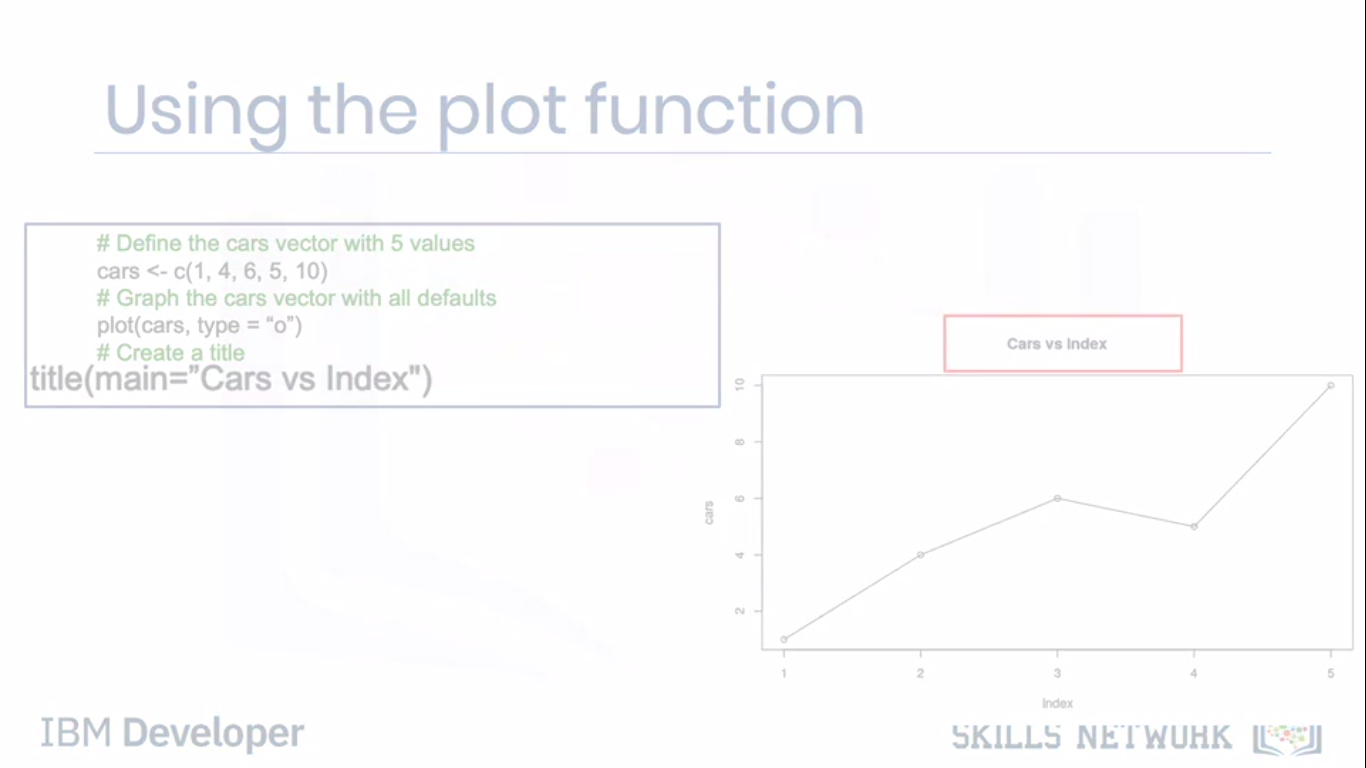 Using the plot function
# Define the cars vector with 5 values
cars <- c(1, 4, 6, 5, 10)
# Graph the cars vector with all defaults
plot(cars, type = “o”)
# Create a title
title(main=”Cars vs Index")
Cars vs Index
10
8
6
4
2
cars
1 2 3 4 5
Index
IBM Developer
SKILLS NETWORK